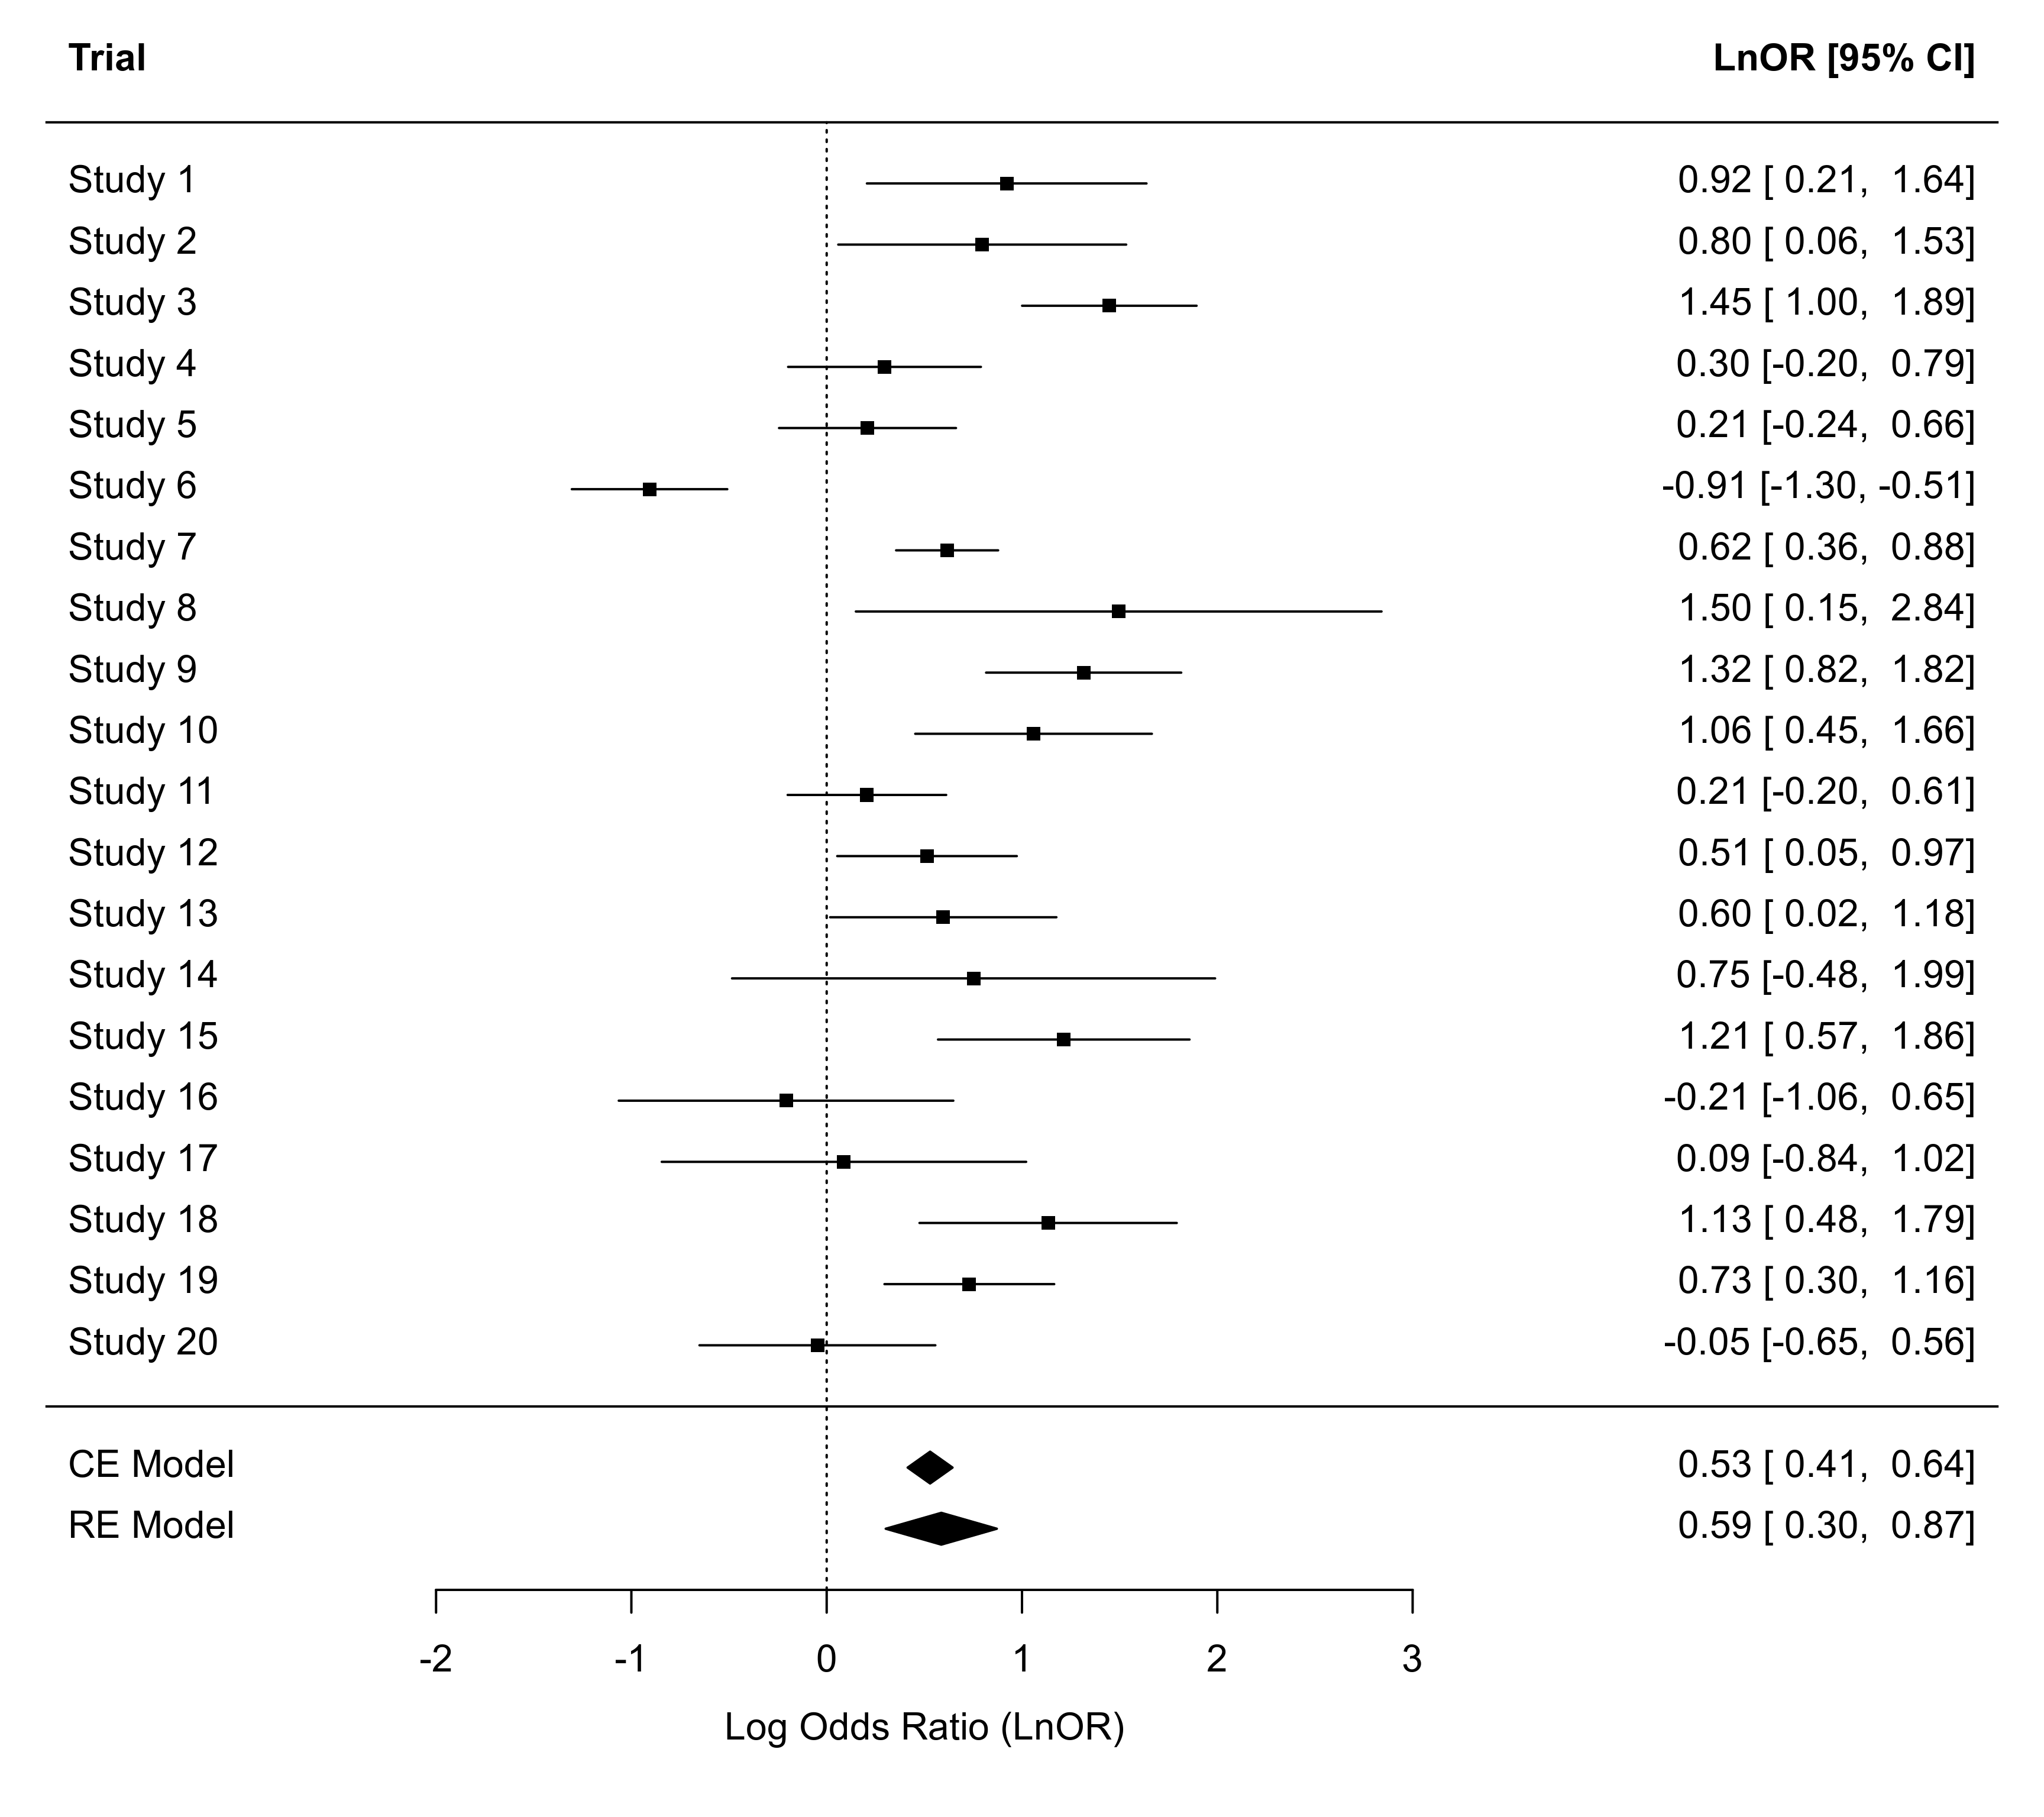 Trial LnOR [95% CI]
Study 1 0.92 [ 0.21, 1.64]
Study 2 0.80 [ 0.06, 1.53]
Study 3 1.45 [ 1.00, 1.89]
Study 4 0.30 [-0.20, 0.79]
Study 5 0.21 [-0.24, 0.66]
Study 6 -0.91 [-1.30, -0.51]
Study 7 0.62 [ 0.36, 0.88]
Study 8 1.50 [ 0.15, 2.84]
Study 9 1.32 [ 0.82, 1.82]
Study 10 1.06 [ 0.45, 1.66]
Study 11 0.21 [-0.20, 0.61]
Study 12 0.51 [ 0.05, 0.97]
Study 13 0.60 [ 0.02, 1.18]
Study 14 0.75 [-0.48, 1.99]
Study 15 1.21 [ 0.57, 1.86]
Study 16 -0.21 [-1.06, 0.65]
Study 17 0.09 [-0.84, 1.02]
Study 18 1.13 [ 0.48, 1.79]
Study 19 0.73 [ 0.30, 1.16]
Study 20 -0.05 [-0.65, 0.56]
CE Model 0.53 [ 0.41, 0.64]
RE Model 0.59 [ 0.30, 0.87]
-2 -1 0 1 2 3
Log Odds Ratio (LnOR)